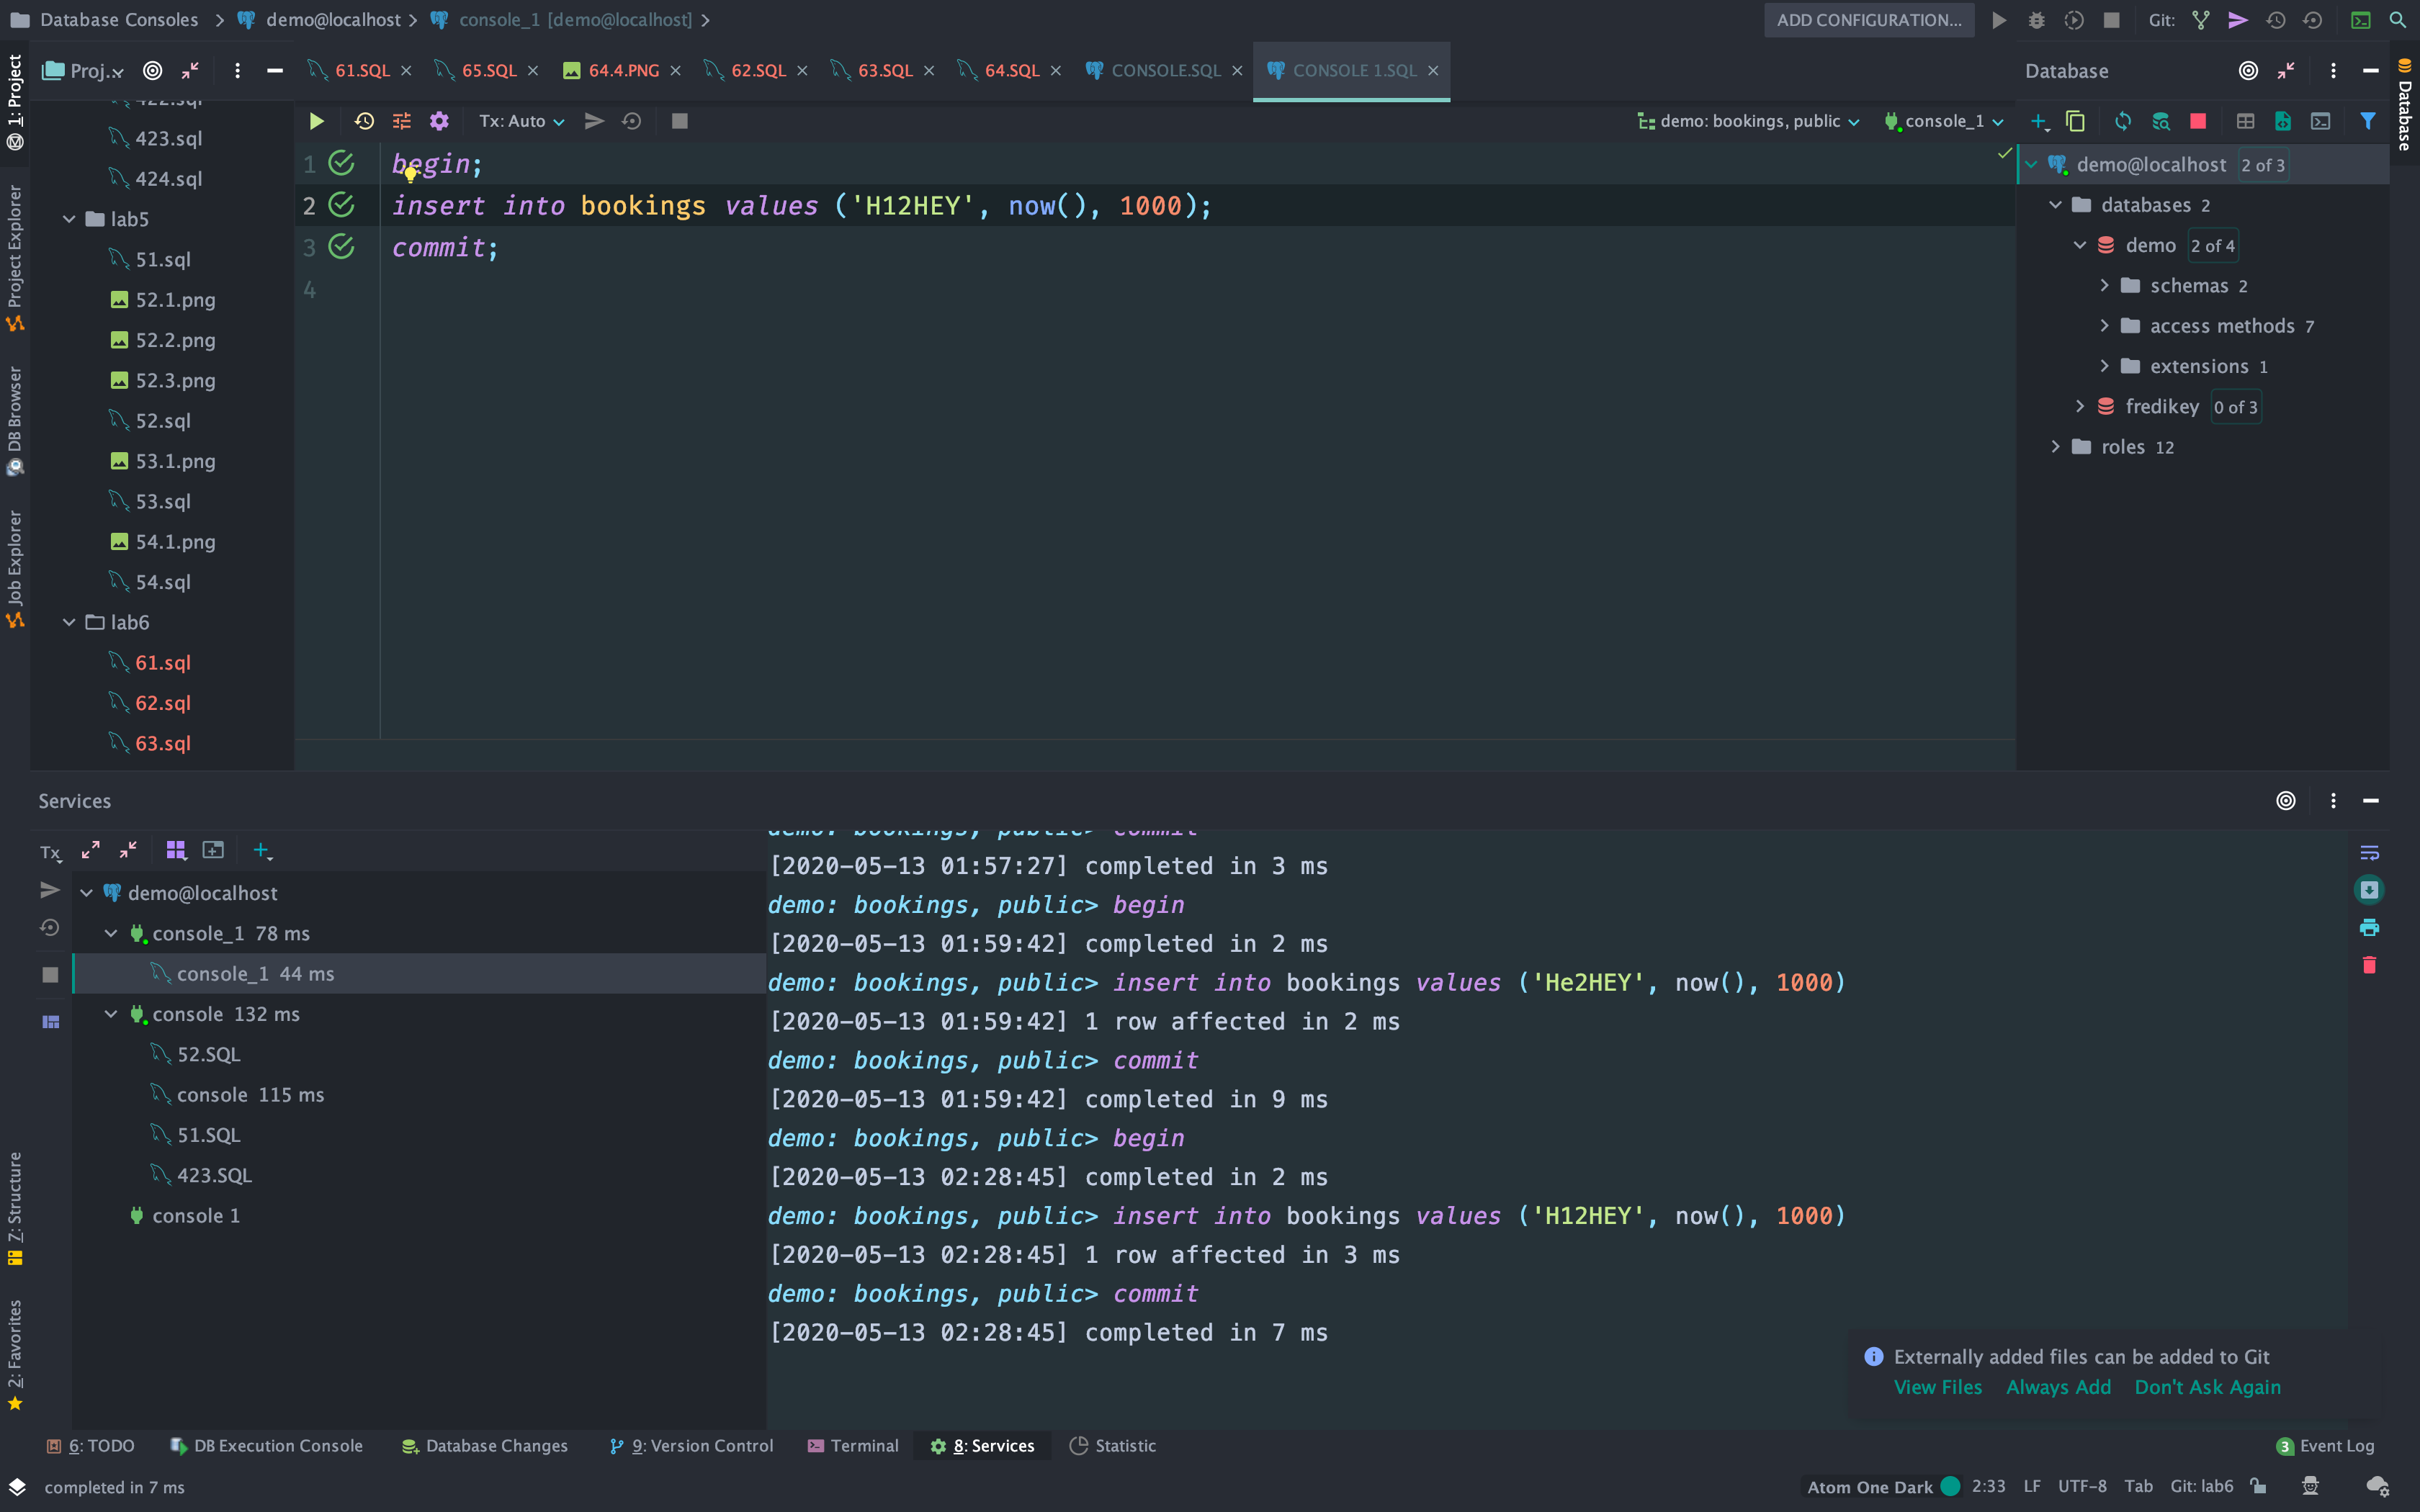 Database Consoles
demo@localhost
console_1 [demo@localhost]
ADD CONFIGURATION...
Git:
1: Project
Proj...
61.SQL
65.SQL
64.4.PNG
62.SQL
63.SQL
64.SQL
CONSOLE.SQL
CONSOLE 1.SQL
Database
Database
Tx: Auto
demo: bookings, public
console_1
422.sql
423.sql
424.sql
lab5
51.sql
52.1.png
52.2.png
52.3.png
52.sql
53.1.png
53.sql
54.1.png
54.sql
lab6
61.sql
62.sql
63.sql
Project Explorer
DB Browser
Job Explorer
7: Structure
2: Favorites
1 begin;
2 insert into bookings values ('H12HEY', now(), 1000);
3 commit;
4
demo@localhost 2 of 3
databases 2
demo 2 of 4
schemas 2
access methods 7
extensions 1
fredikey 0 of 3
roles 12
Services
Tx
demo@localhost
console_1 78 ms
console_1 44 ms
console 132 ms
52.SQL
console 115 ms
51.SQL
423.SQL
console 1
demo: bookings, public> commit
[2020-05-13 01:57:27] completed in 3 ms
demo: bookings, public> begin
[2020-05-13 01:59:42] completed in 2 ms
demo: bookings, public> insert into bookings values ('He2HEY', now(), 1000)
[2020-05-13 01:59:42] 1 row affected in 2 ms
demo: bookings, public> commit
[2020-05-13 01:59:42] completed in 9 ms
demo: bookings, public> begin
[2020-05-13 02:28:45] completed in 2 ms
demo: bookings, public> insert into bookings values ('H12HEY', now(), 1000)
[2020-05-13 02:28:45] 1 row affected in 3 ms
demo: bookings, public> commit
[2020-05-13 02:28:45] completed in 7 ms
Externally added files can be added to Git
View Files Always Add Don't Ask Again
6: TODO
DB Execution Console
Database Changes
9: Version Control
Terminal
8: Services
Statistic
3 Event Log
completed in 7 ms
Atom One Dark
2:33
LF
UTF-8
Tab
Git: lab6